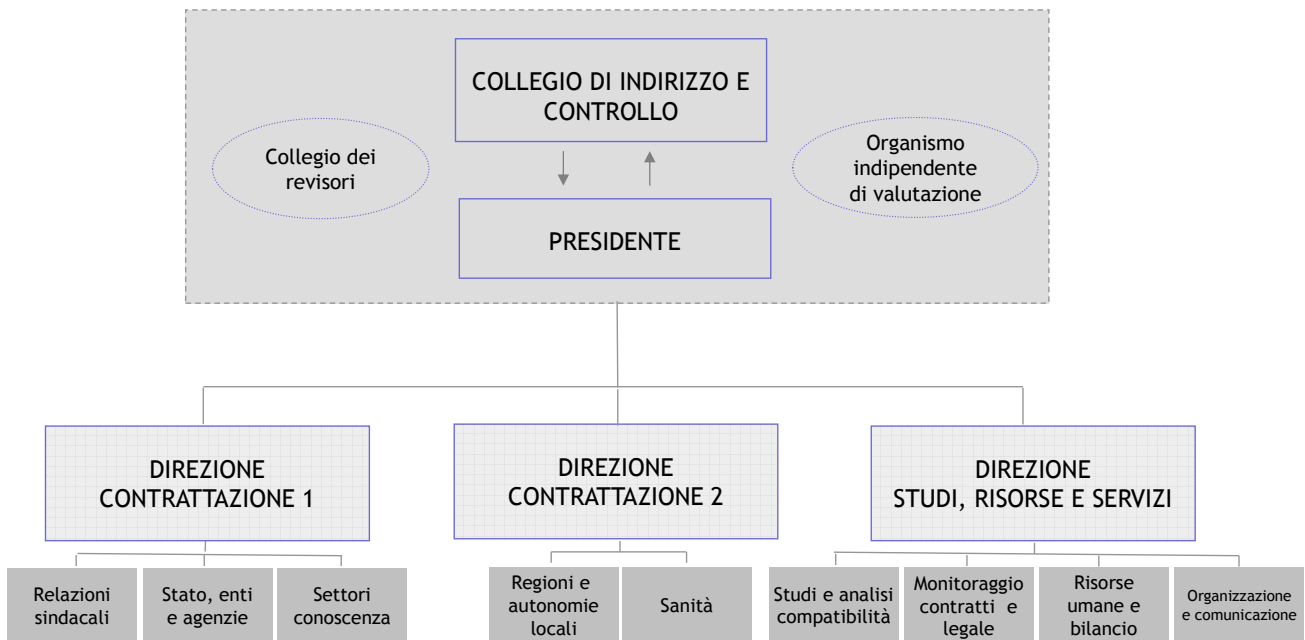 COLLEGIO DI INDIRIZZO E
CONTROLLO
Collegio dei
revisori
Organismo
indipendente
di valutazione
PRESIDENTE
DIREZIONE
CONTRATTAZIONE 1
DIREZIONE
CONTRATTAZIONE 2
DIREZIONE
STUDI, RISORSE E SERVIZI
Relazioni
sindacali
Stato, enti
e agenzie
Settori
conoscenza
Regioni e
autonomie
locali
Sanità
Studi e analisi
compatibilità
Monitoraggio
contratti e
legale
Risorse
umane e
bilancio
Organizzazione
e comunicazione